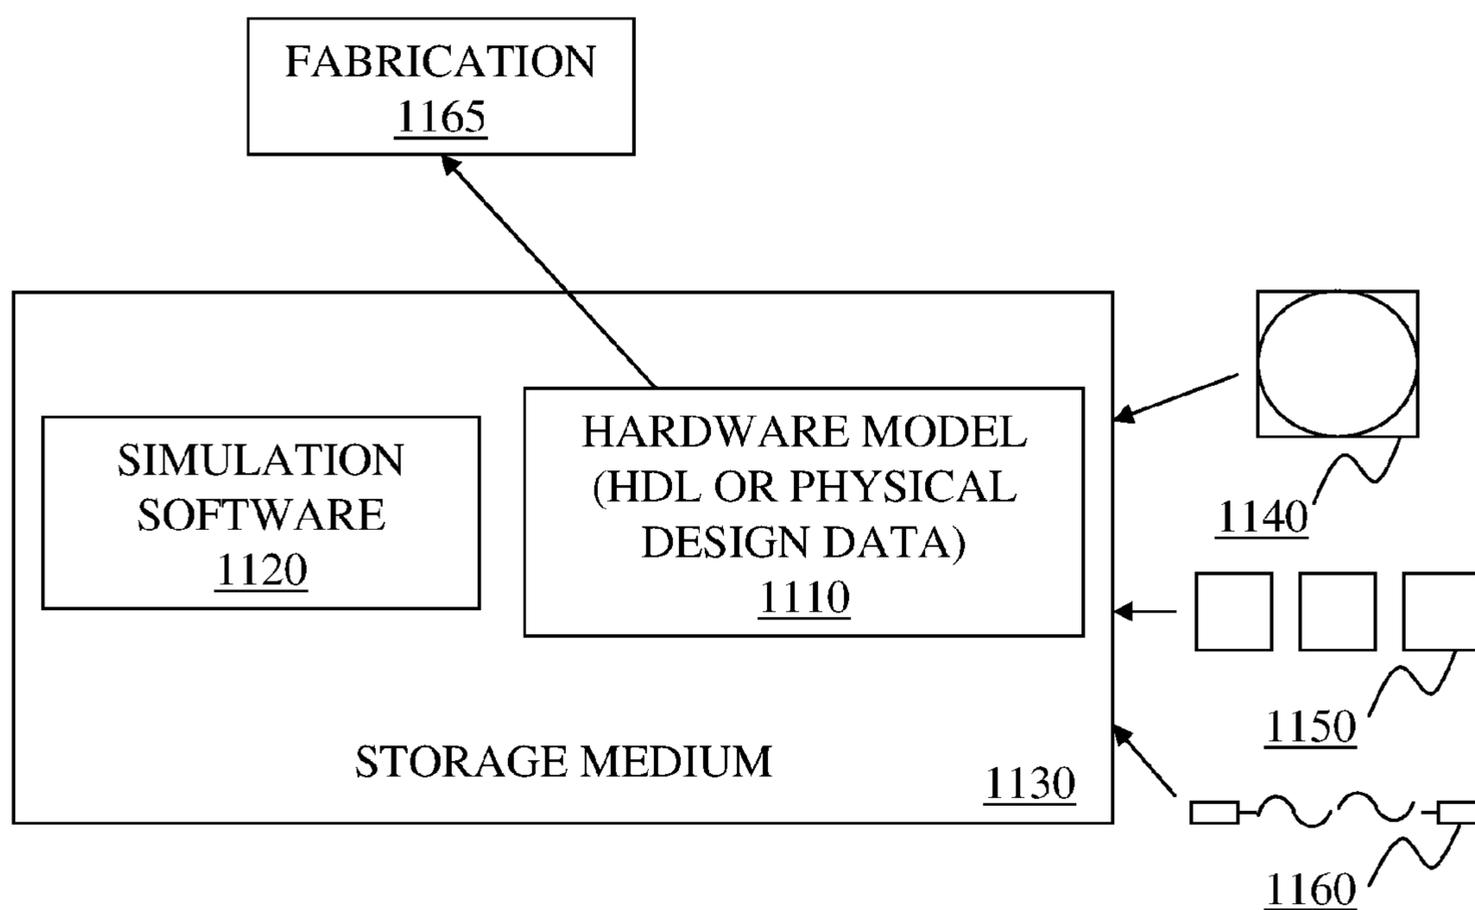 FABRICATION
1165
SIMULATION
SOFTWARE
1120
HARDWARE MODEL
(HDL OR PHYSICAL
DESIGN DATA)
1110
STORAGE MEDIUM
1130
1140
1150
1160